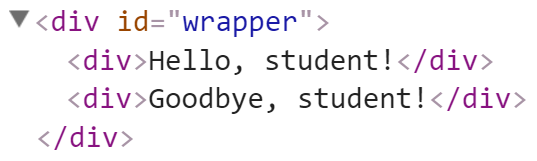 <div id="wrapper">
<div>Hello, student!</div>
<div>Goodbye, student!</div>
</div>